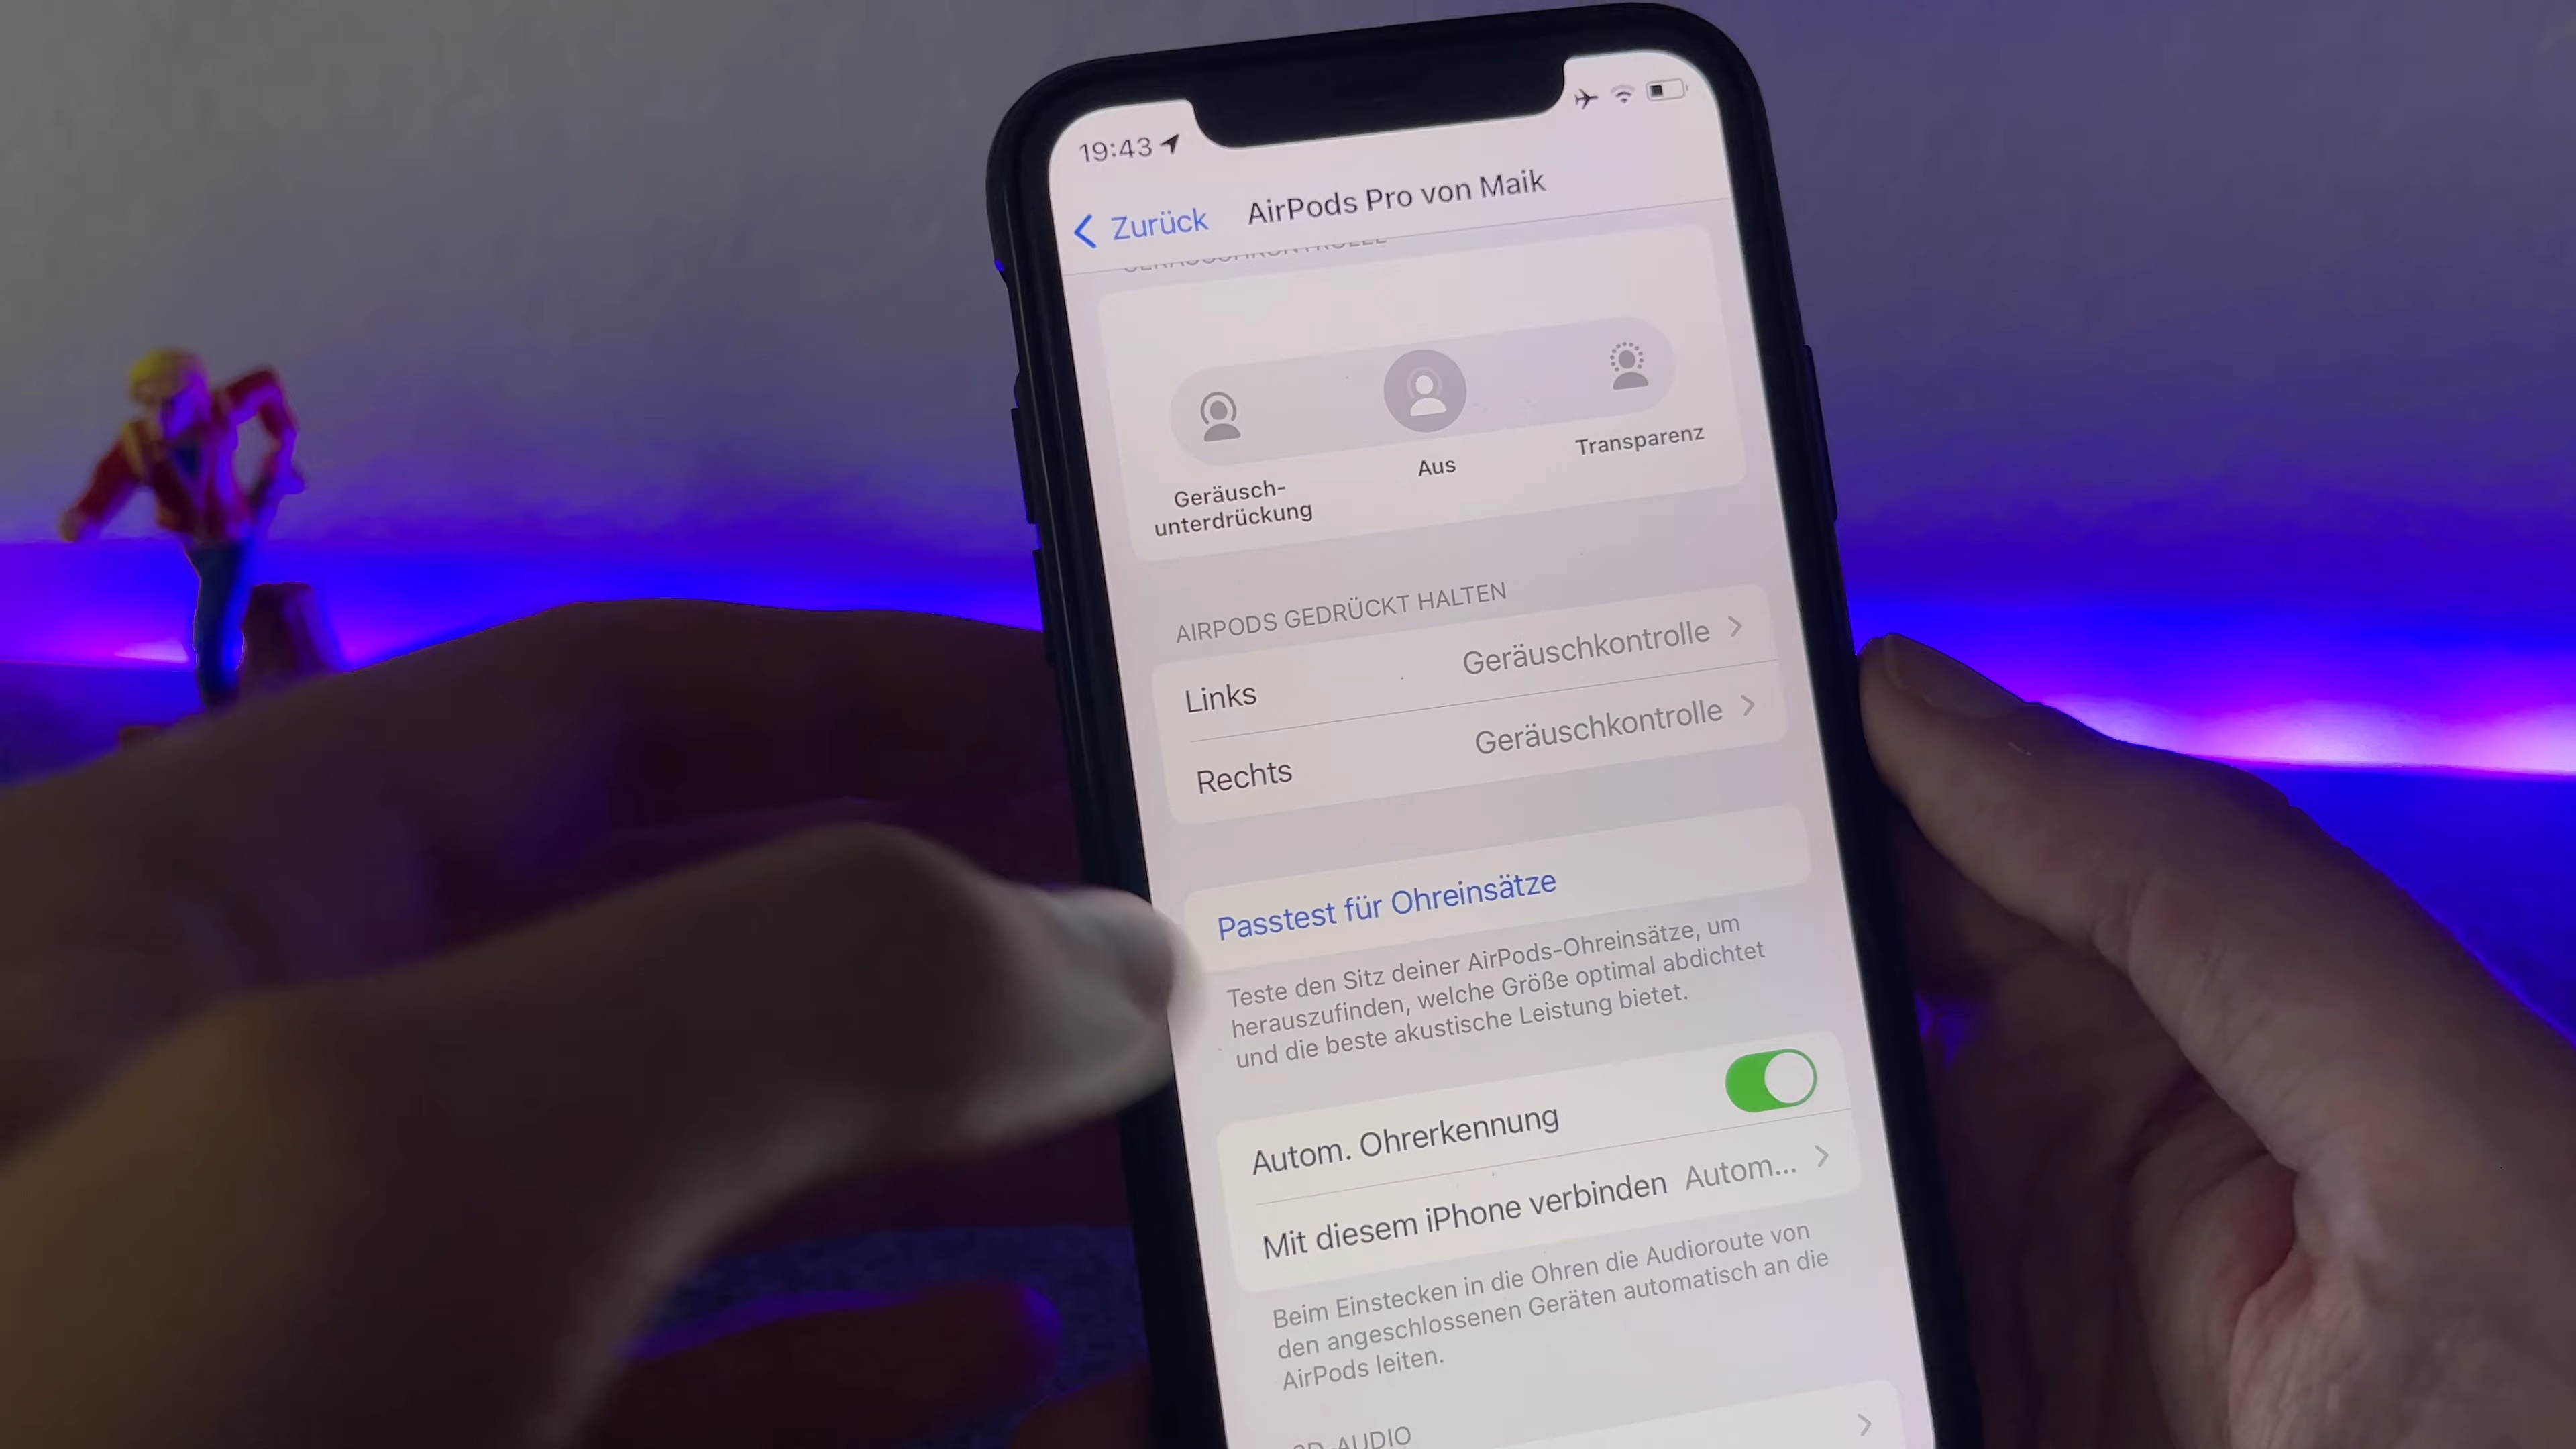 19:43
Zurück
AirPods Pro von Maik
GERÄUSCHKONTROLLE
Geräusch-
unterdrückung
Aus
Transparenz
AIRPODS GEDRÜCKT HALTEN
Links Geräuschkontrolle
Rechts Geräuschkontrolle
Passtest für Ohreinsätze
Teste den Sitz deiner AirPods-Ohreinsätze, um
herauszufinden, welche Größe optimal abdichtet
und die beste akustische Leistung bietet.
Autom. Ohrerkennung
Mit diesem iPhone verbinden Autom...
Beim Einstecken in die Ohren die Audioroute von
den angeschlossenen Geräten automatisch an die
AirPods leiten.
3D-AUDIO